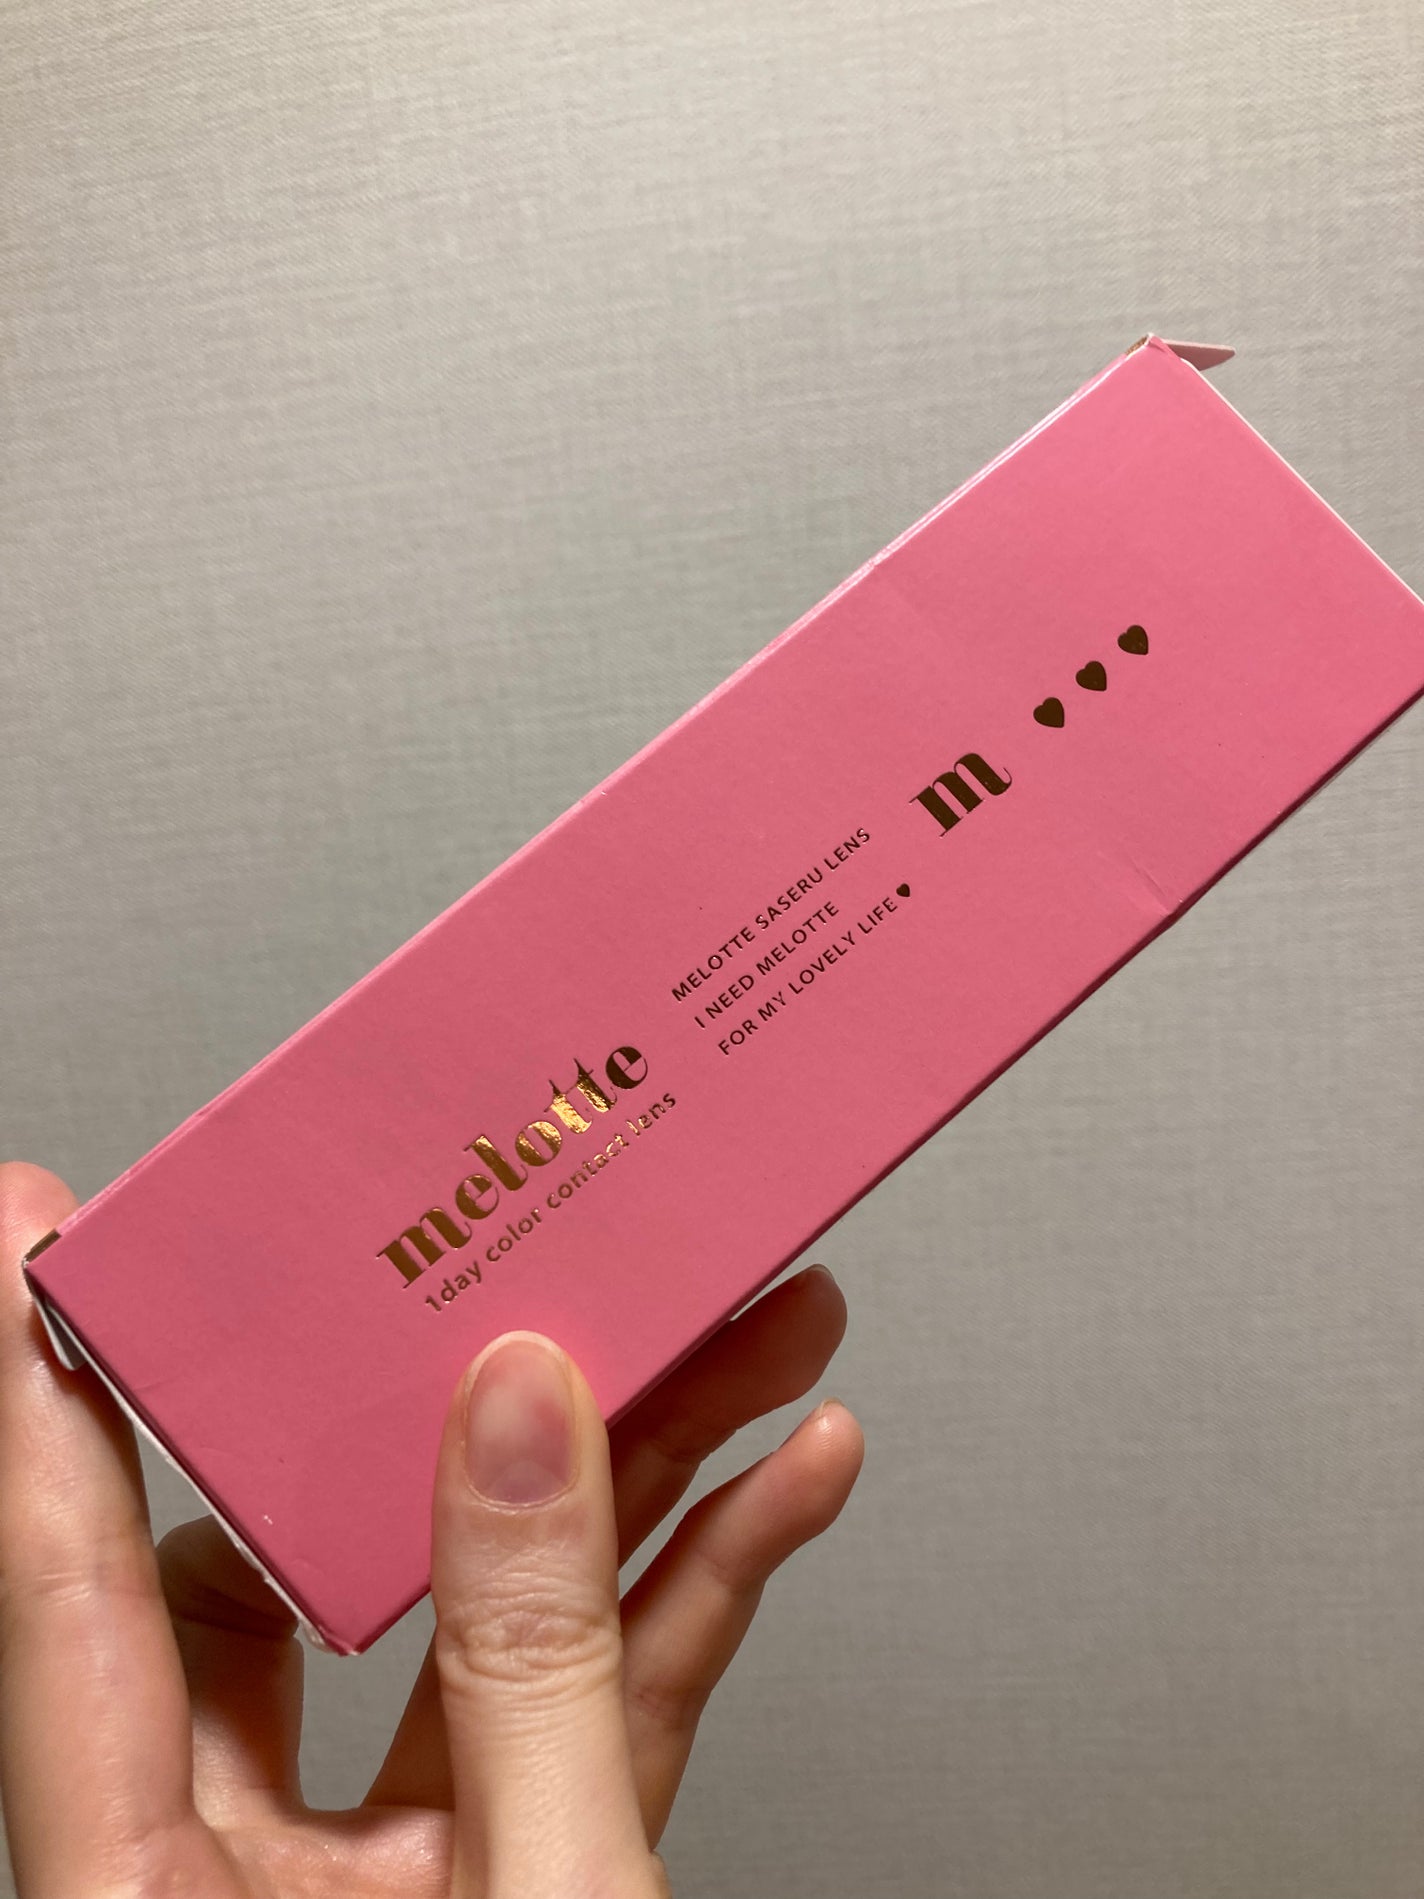 melotte
1day color contact lens
MELOTTE SASERU LENS
I NEED MELOTTE
FOR MY LOVELY LIFE♥
m ♥ ♥ ♥